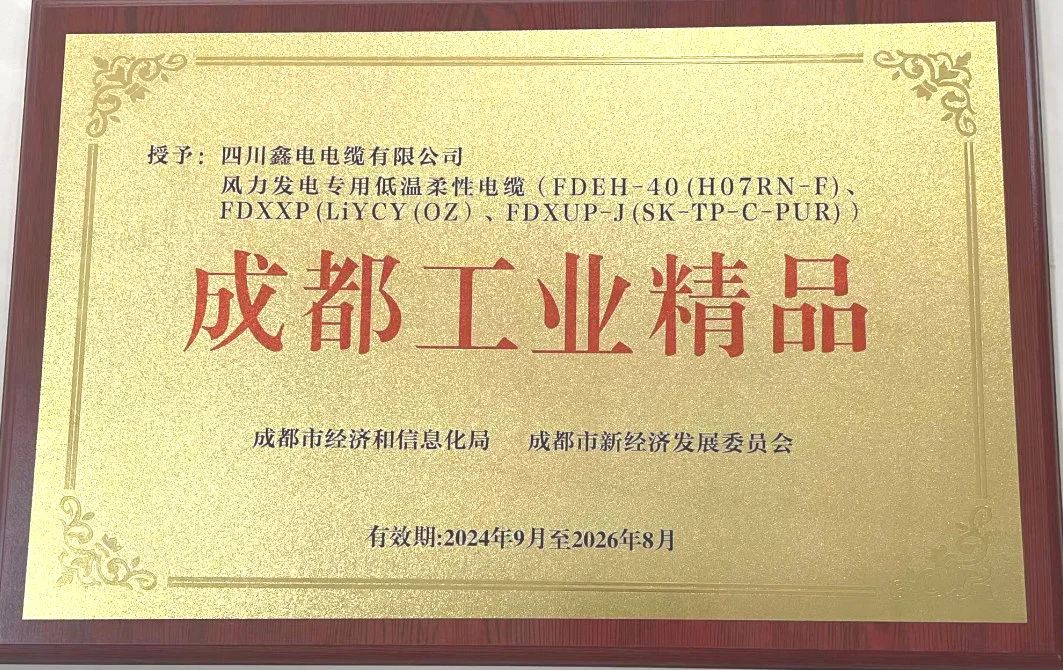 授予：四川鑫电电缆有限公司
风力发电专用低温柔性电缆（FDEH-40(H07RN-F)、
FDXXP(LiYCY(OZ）、FDXUP-J(SK-TP-C-PUR)）
成都工业精品
成都市经济和信息化局 成都市新经济发展委员会
有效期:2024年9月至2026年8月